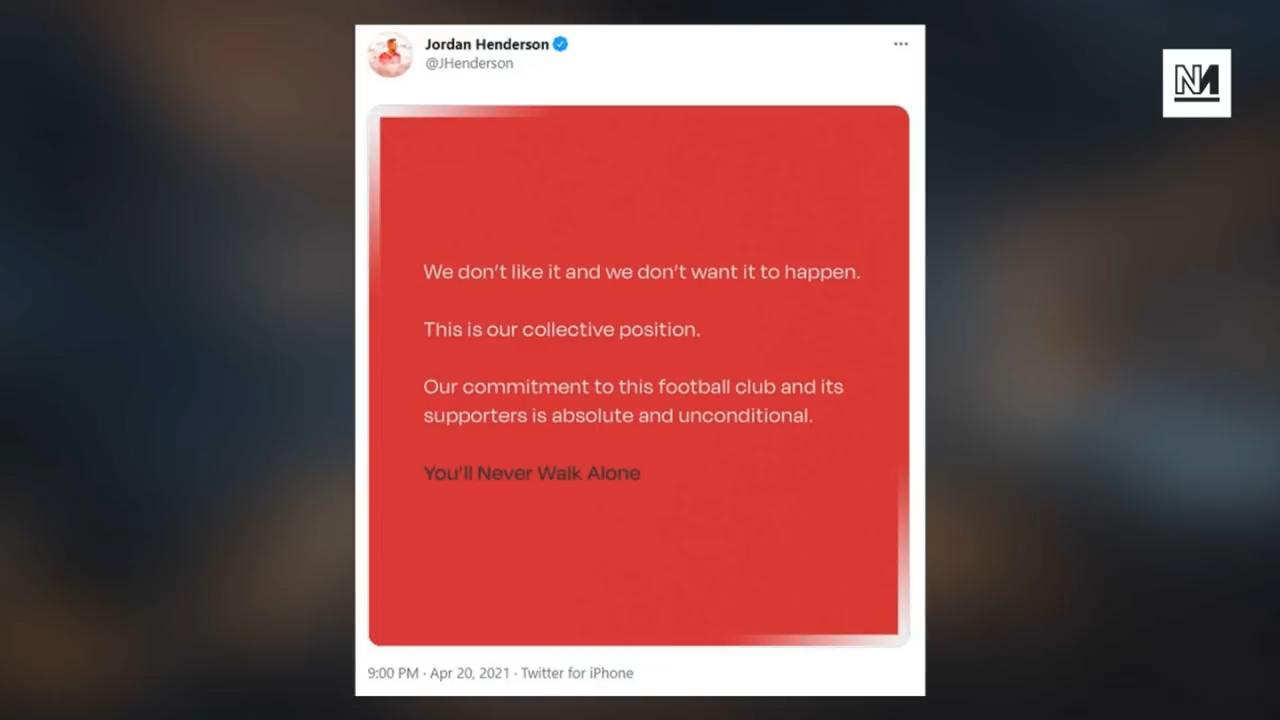 Jordan Henderson
@JHenderson
We don't like it and we don't want it to happen.
This is our collective position.
Our commitment to this football club and its
supporters is absolute and unconditional.
You'll Never Walk Alone
9:00 PM · Apr 20, 2021 · Twitter for iPhone
NM